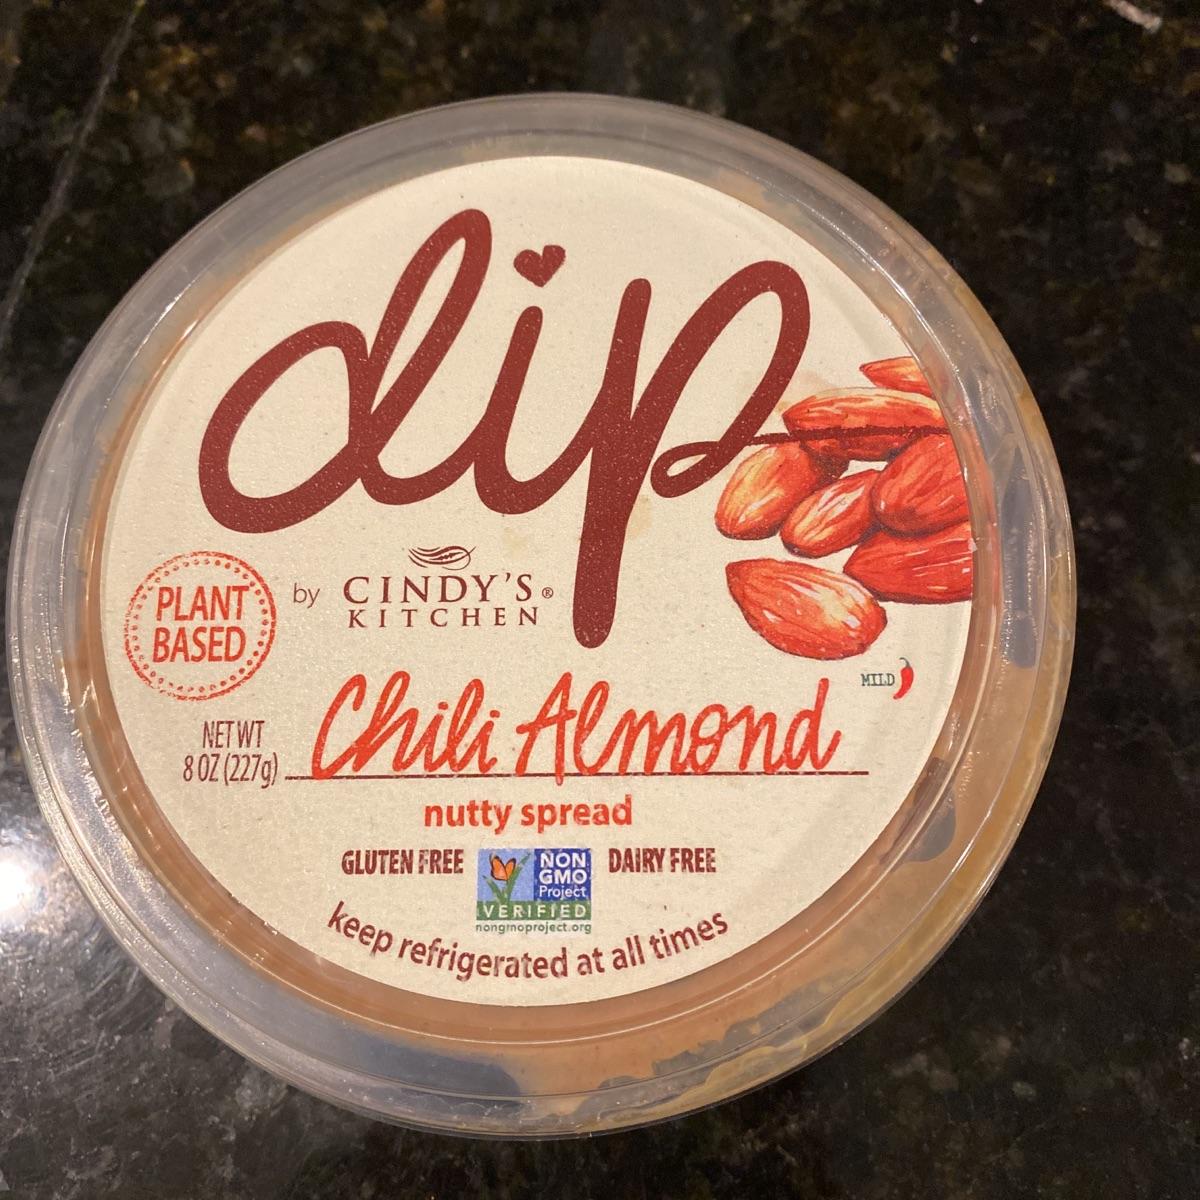 dip
PLANT
BASED
by CINDY'S®
KITCHEN
MILD
NET WT
8 OZ (227g)
Chili Almond
nutty spread
GLUTEN FREE
NON
GMO
Project
VERIFIED
nongmoproject.org
DAIRY FREE
keep refrigerated at all times